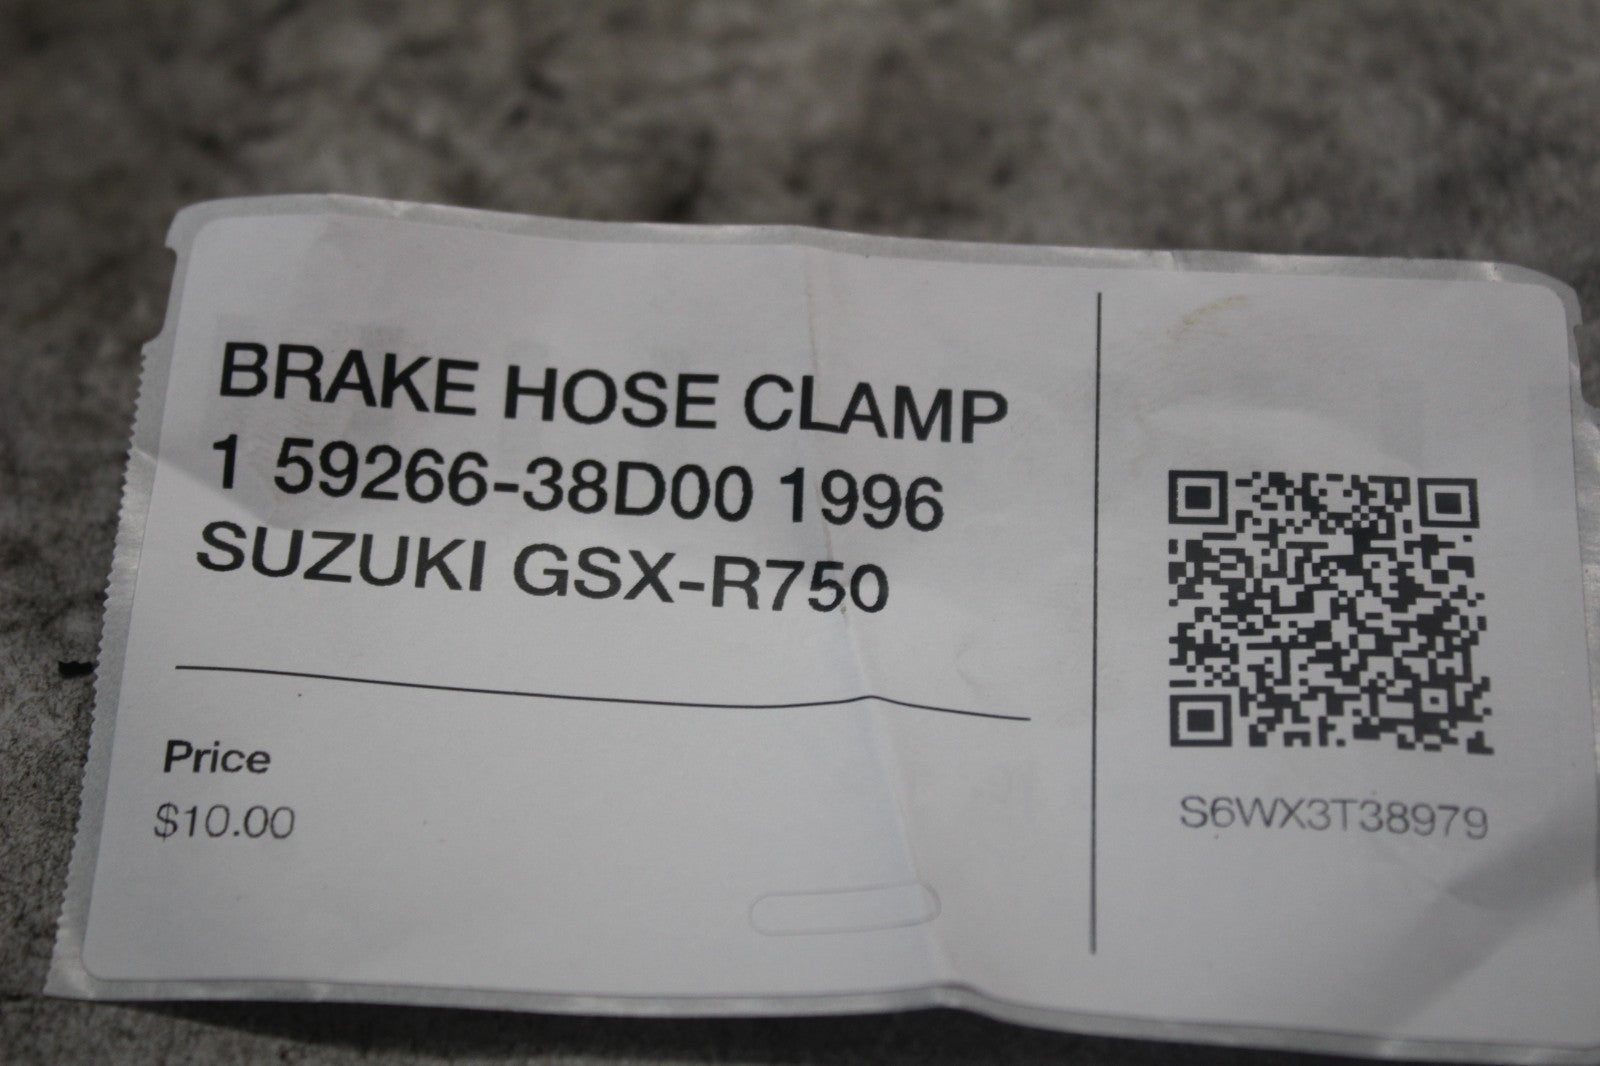 BRAKE HOSE CLAMP
1 59266-38D00 1996
SUZUKI GSX-R750
Price
$10.00
S6WX3T38979